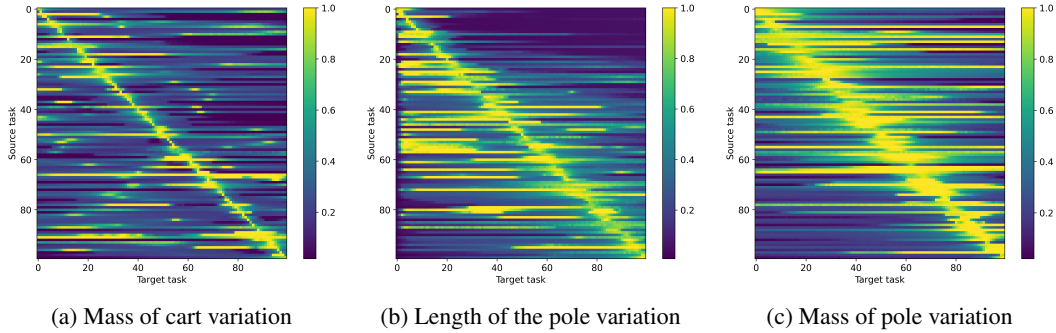 0
20
40
60
80
Source task
0 20 40 60 80
Target task
1.0
0.8
0.6
0.4
0.2
(a) Mass of cart variation
0
20
40
60
80
Source task
0 20 40 60 80
Target task
1.0
0.8
0.6
0.4
0.2
(b) Length of the pole variation
0
20
40
60
80
Source task
0 20 40 60 80
Target task
1.0
0.8
0.6
0.4
0.2
(c) Mass of pole variation